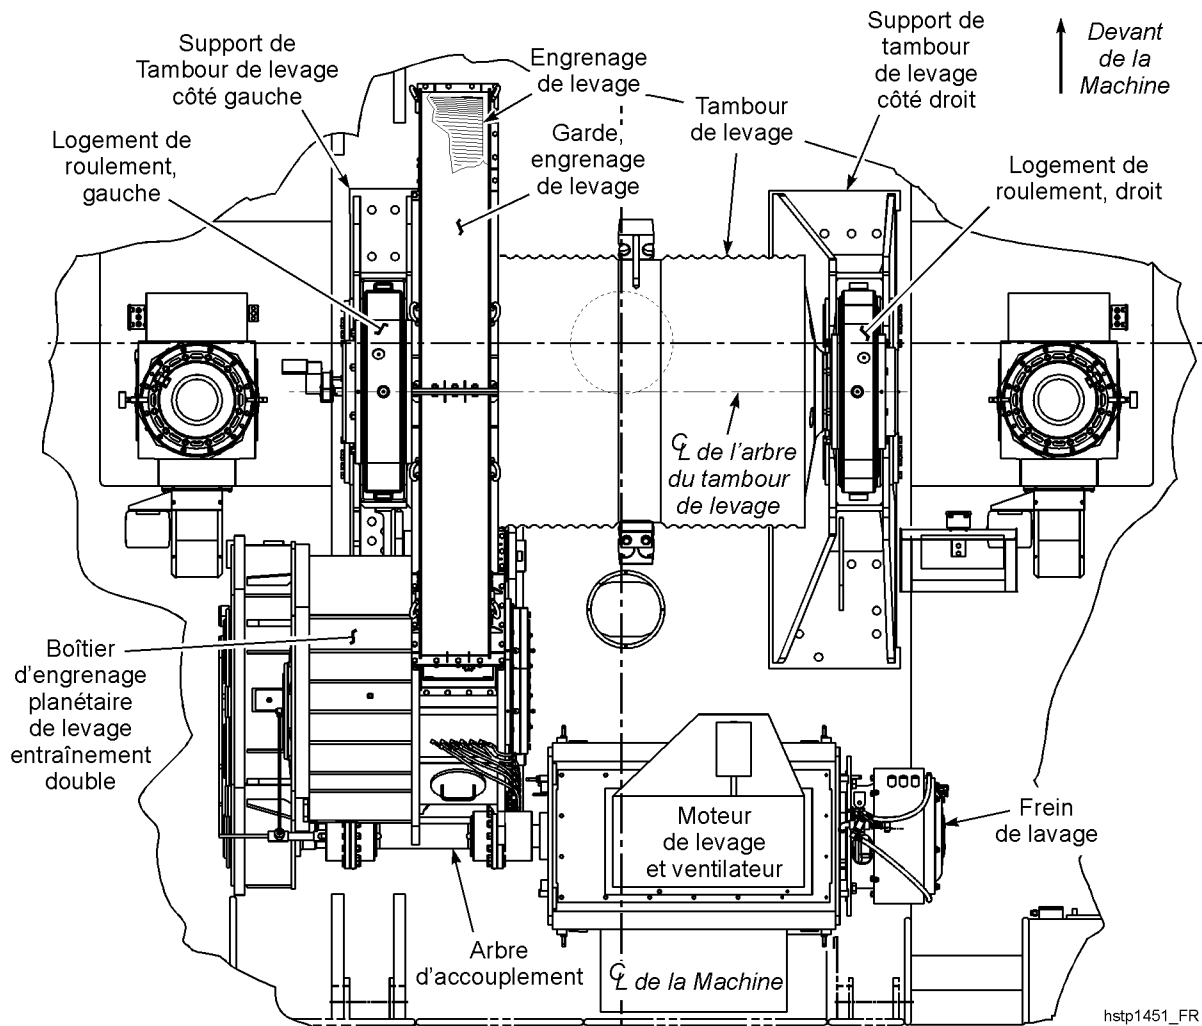 Support de
Tambour de levage
côté gauche
Engrenage
de levage
Support de
tambour
de levage
côté droit
Devant
de la
Machine
Logement de
roulement,
gauche
Garde,
engrenage
de levage
Tambour
de levage
Logement de
roulement, droit
℄ de l'arbre
du tambour
de levage
Boîtier
d'engrenage
planétaire
de levage
entraînement
double
Moteur
de levage
et ventilateur
Frein
de lavage
Arbre
d'accouplement
℄ de la Machine
hstp1451_FR